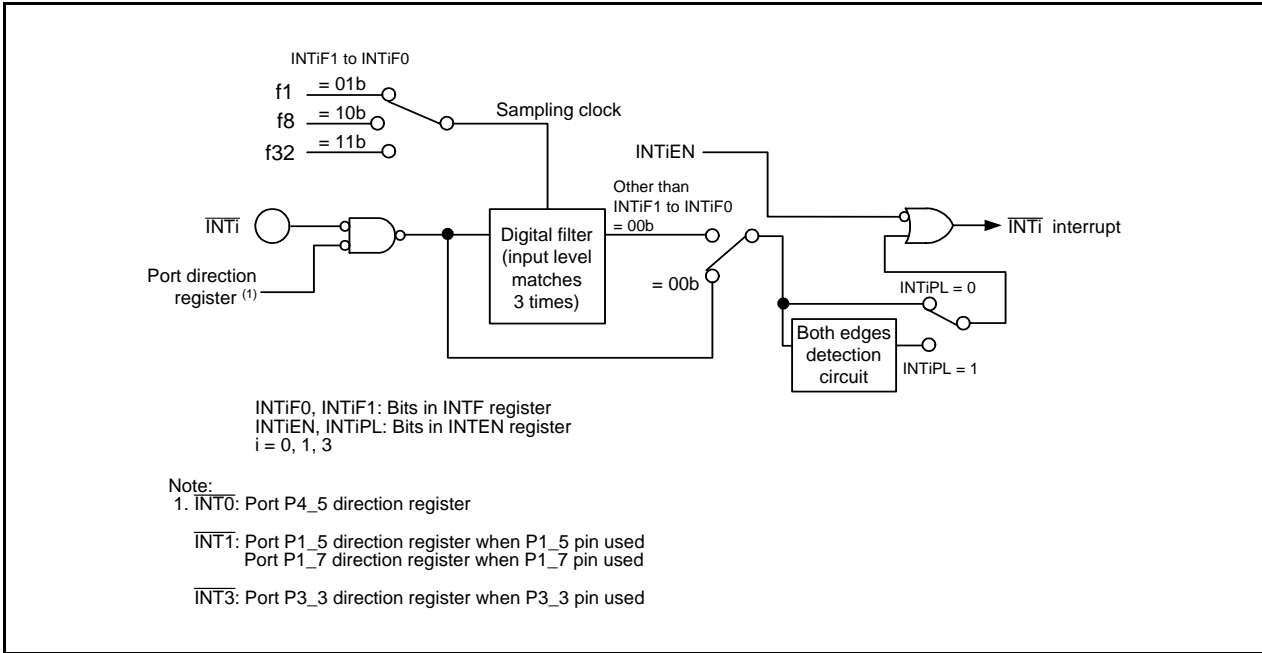 INTiF1 to INTiF0
f1
= 01b
f8
= 10b
f32
= 11b
Sampling clock
INTiEN
INTi
Port direction
register (1)
Digital filter
(input level
matches
3 times)
Other than
INTiF1 to INTiF0
= 00b
= 00b
INTi interrupt
INTiPL = 0
Both edges
detection
circuit
INTiPL = 1
INTiF0, INTiF1: Bits in INTF register
INTiEN, INTiPL: Bits in INTEN register
i = 0, 1, 3
Note:
1. INT0: Port P4_5 direction register
INT1: Port P1_5 direction register when P1_5 pin used
Port P1_7 direction register when P1_7 pin used
INT3: Port P3_3 direction register when P3_3 pin used